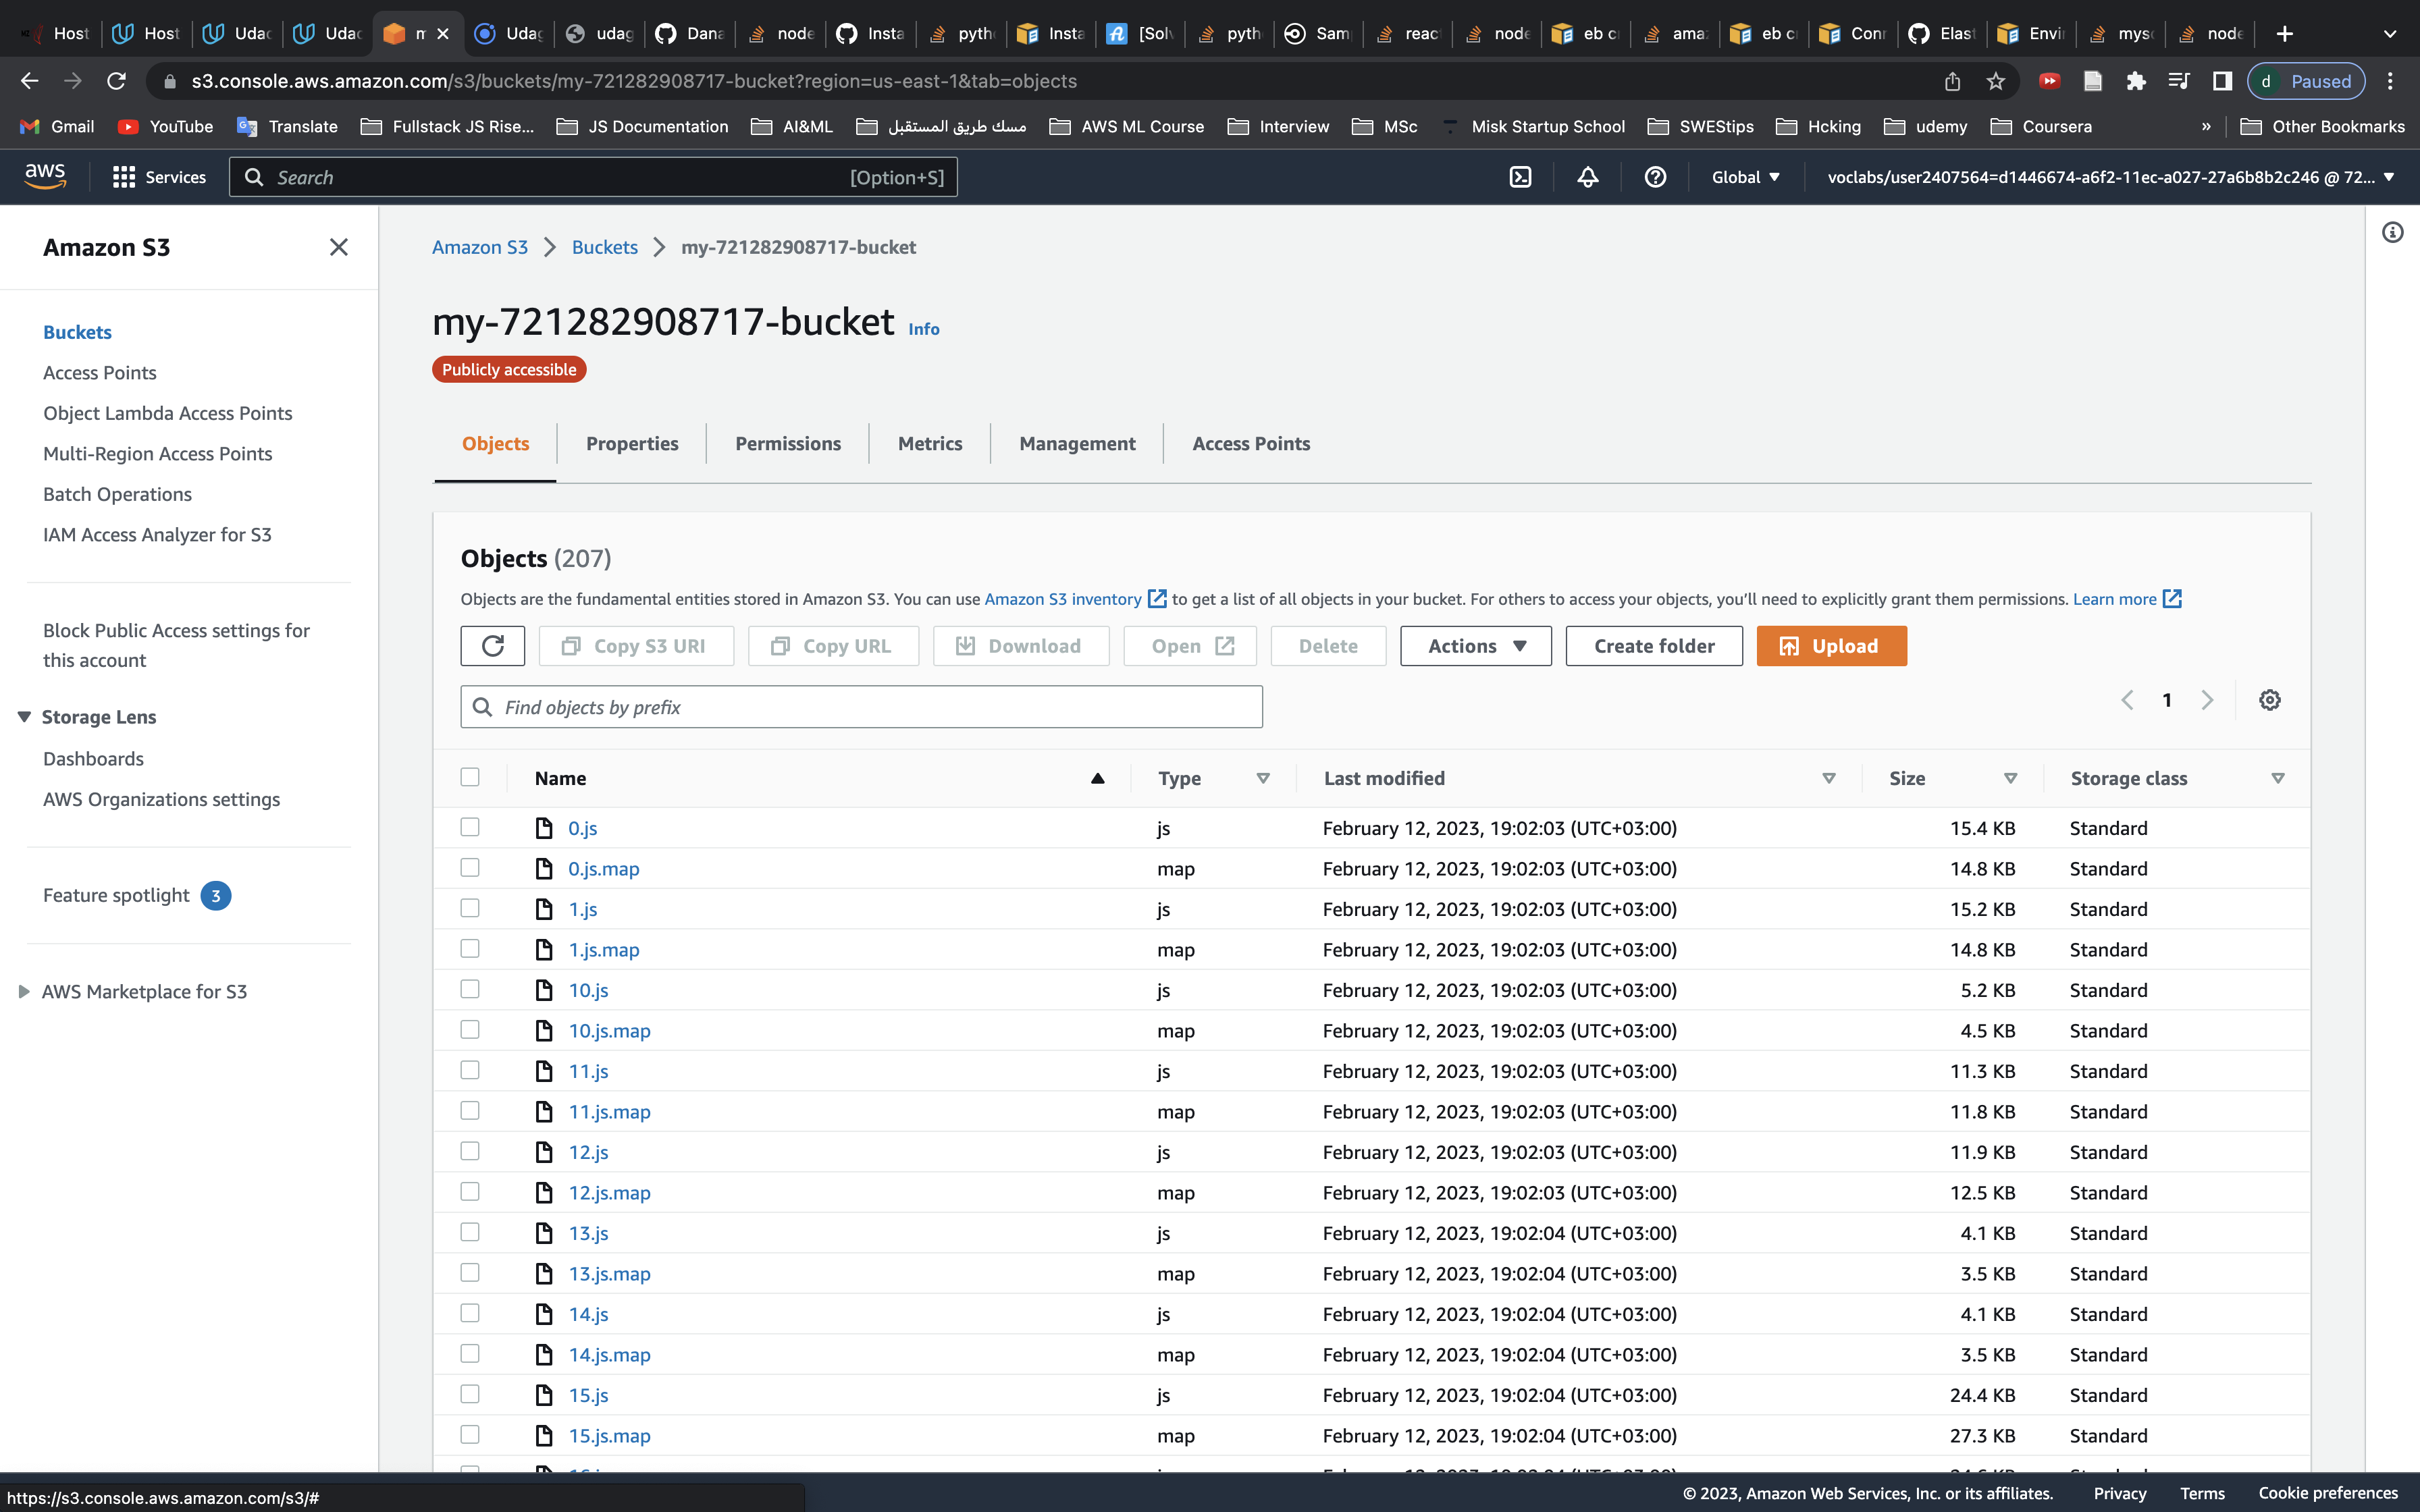 Host
Host
Udac
Udac
m
Udag
udag
Dana
node
Insta
pyth
Insta
[Solv
pyth
Sam
reac
node
eb c
ama
eb c
Conn
Elast
Envi
myso
node
s3.console.aws.amazon.com/s3/buckets/my-721282908717-bucket?region=us-east-1&tab=objects
d Paused
Gmail YouTube Translate Fullstack JS Rise... JS Documentation AI&ML مسك طريق المستقبل AWS ML Course Interview MSc Misk Startup School SWEStips Hcking udemy Coursera » Other Bookmarks
aws Services Search [Option+S] Global voclabs/user2407564=d1446674-a6f2-11ec-a027-27a6b8b2c246 @ 72...
Amazon S3
Buckets
Access Points
Object Lambda Access Points
Multi-Region Access Points
Batch Operations
IAM Access Analyzer for S3
Block Public Access settings for
this account
Storage Lens
Dashboards
AWS Organizations settings
Feature spotlight 3
AWS Marketplace for S3
Amazon S3 > Buckets > my-721282908717-bucket
my-721282908717-bucket Info
Publicly accessible
Objects Properties Permissions Metrics Management Access Points
Objects (207)
Objects are the fundamental entities stored in Amazon S3. You can use Amazon S3 inventory to get a list of all objects in your bucket. For others to access your objects, you’ll need to explicitly grant them permissions. Learn more
Copy S3 URI Copy URL Download Open Delete Actions Create folder Upload
Find objects by prefix
1
Name Type Last modified Size Storage class
0.js js February 12, 2023, 19:02:03 (UTC+03:00) 15.4 KB Standard
0.js.map map February 12, 2023, 19:02:03 (UTC+03:00) 14.8 KB Standard
1.js js February 12, 2023, 19:02:03 (UTC+03:00) 15.2 KB Standard
1.js.map map February 12, 2023, 19:02:03 (UTC+03:00) 14.8 KB Standard
10.js js February 12, 2023, 19:02:03 (UTC+03:00) 5.2 KB Standard
10.js.map map February 12, 2023, 19:02:03 (UTC+03:00) 4.5 KB Standard
11.js js February 12, 2023, 19:02:03 (UTC+03:00) 11.3 KB Standard
11.js.map map February 12, 2023, 19:02:03 (UTC+03:00) 11.8 KB Standard
12.js js February 12, 2023, 19:02:03 (UTC+03:00) 11.9 KB Standard
12.js.map map February 12, 2023, 19:02:03 (UTC+03:00) 12.5 KB Standard
13.js js February 12, 2023, 19:02:04 (UTC+03:00) 4.1 KB Standard
13.js.map map February 12, 2023, 19:02:04 (UTC+03:00) 3.5 KB Standard
14.js js February 12, 2023, 19:02:04 (UTC+03:00) 4.1 KB Standard
14.js.map map February 12, 2023, 19:02:04 (UTC+03:00) 3.5 KB Standard
15.js js February 12, 2023, 19:02:04 (UTC+03:00) 24.4 KB Standard
15.js.map map February 12, 2023, 19:02:04 (UTC+03:00) 27.3 KB Standard
https://s3.console.aws.amazon.com/s3/#
© 2023, Amazon Web Services, Inc. or its affiliates. Privacy Terms Cookie preferences